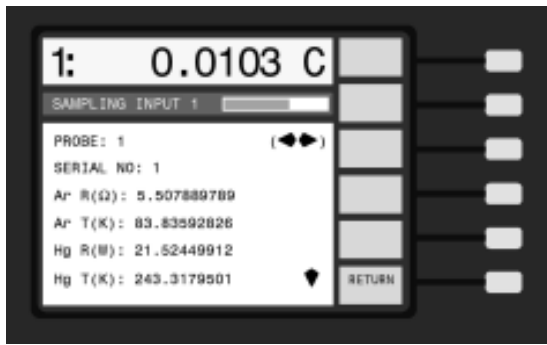 1: 0.0103 C
SAMPLING INPUT 1
PROBE: 1
SERIAL NO: 1
Ar R(Ω): 5.507889789
Ar T(K): 83.83592826
Hg R(W): 21.52449912
Hg T(K): 243.3179501
RETURN